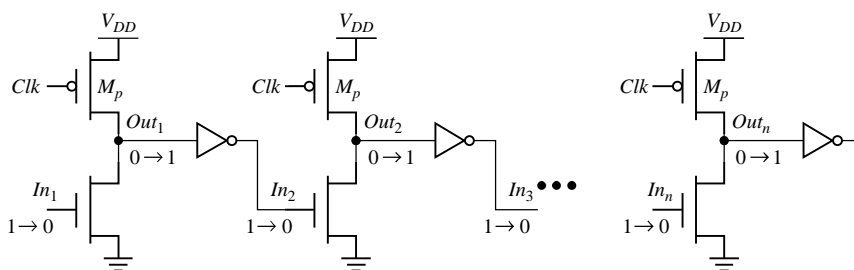 V_DD V_DD V_DD
Clk M_p Clk M_p Clk M_p
Out_1 Out_2 Out_n
0→1 0→1 0→1
In_1 In_2 In_3 In_n
1→0 1→0 1→0 1→0